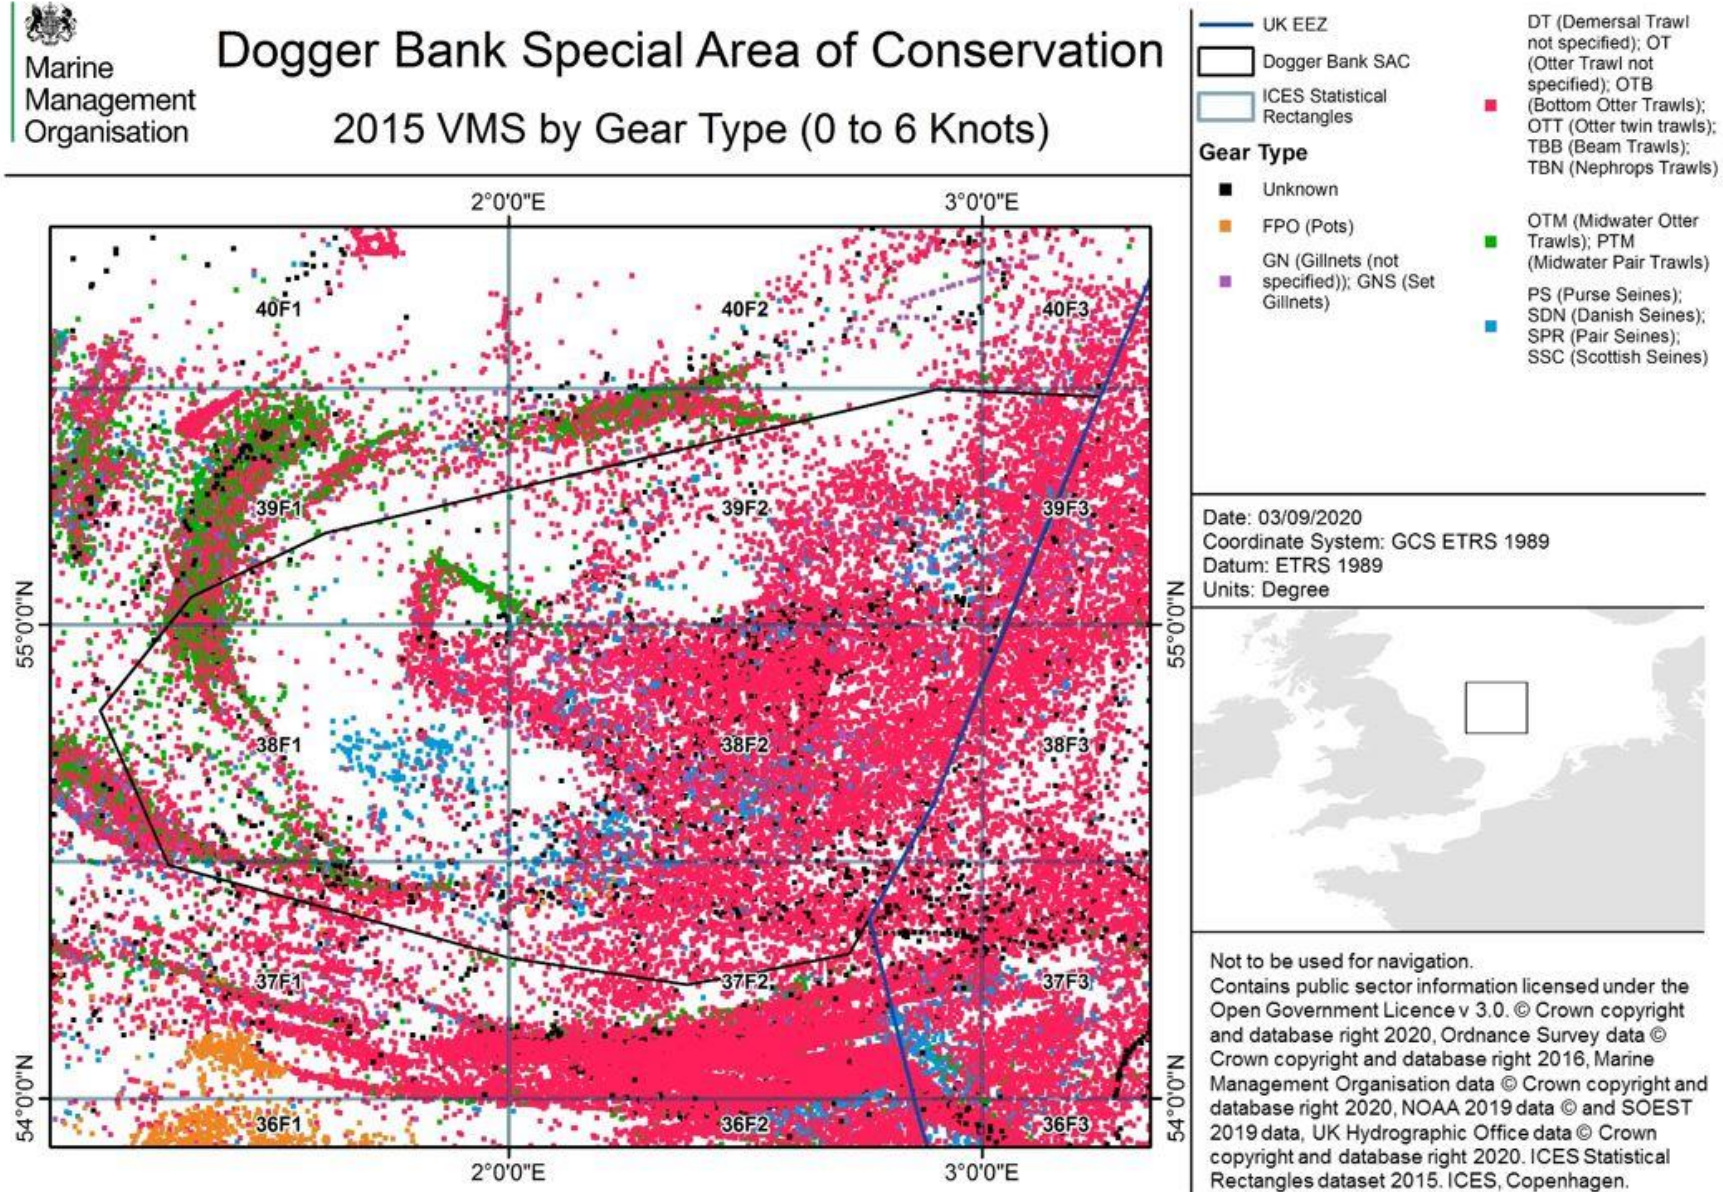 Marine
Management
Organisation
Dogger Bank Special Area of Conservation
2015 VMS by Gear Type (0 to 6 Knots)
UK EEZ
Dogger Bank SAC
ICES Statistical
Rectangles
Gear Type
Unknown
FPO (Pots)
GN (Gillnets (not
specified)); GNS (Set
Gillnets)
DT (Demersal Trawl
not specified); OT
(Otter Trawl not
specified); OTB
(Bottom Otter Trawls);
OTT (Otter twin trawls);
TBB (Beam Trawls);
TBN (Nephrops Trawls)
OTM (Midwater Otter
Trawls); PTM
(Midwater Pair Trawls)
PS (Purse Seines);
SDN (Danish Seines);
SPR (Pair Seines);
SSC (Scottish Seines)
2°0'0"E 3°0'0"E
40F1 40F2 40F3
39F1 39F2 39F3
55°0'0"N 55°0'0"N
38F1 38F2 38F3
37F1 37F2 37F3
54°0'0"N 54°0'0"N
36F1 36F2 36F3
2°0'0"E 3°0'0"E
Date: 03/09/2020
Coordinate System: GCS ETRS 1989
Datum: ETRS 1989
Units: Degree
Not to be used for navigation.
Contains public sector information licensed under the
Open Government Licence v 3.0. © Crown copyright
and database right 2020, Ordnance Survey data ©
Crown copyright and database right 2016, Marine
Management Organisation data © Crown copyright and
database right 2020, NOAA 2019 data © and SOEST
2019 data, UK Hydrographic Office data © Crown
copyright and database right 2020. ICES Statistical
Rectangles dataset 2015. ICES, Copenhagen.